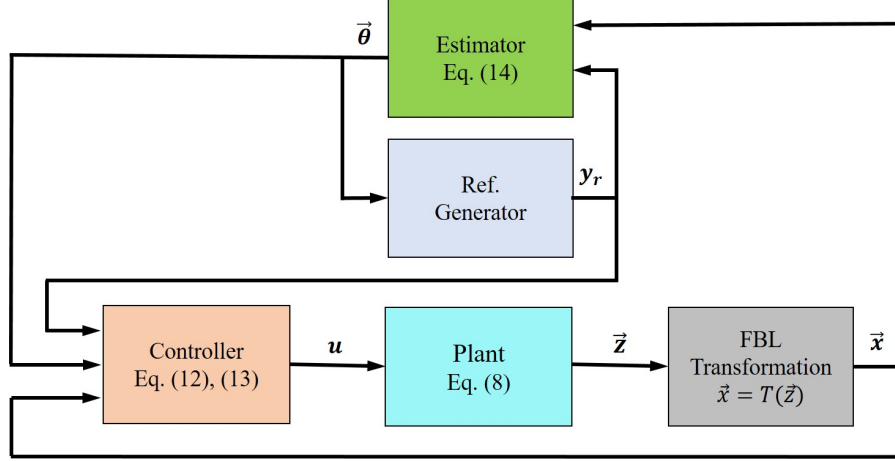 θ⃗
Estimator
Eq. (14)
Ref.
Generator
yᵣ
Controller
Eq. (12), (13)
u
Plant
Eq. (8)
z⃗
FBL
Transformation
x⃗ = T(z⃗)
x⃗